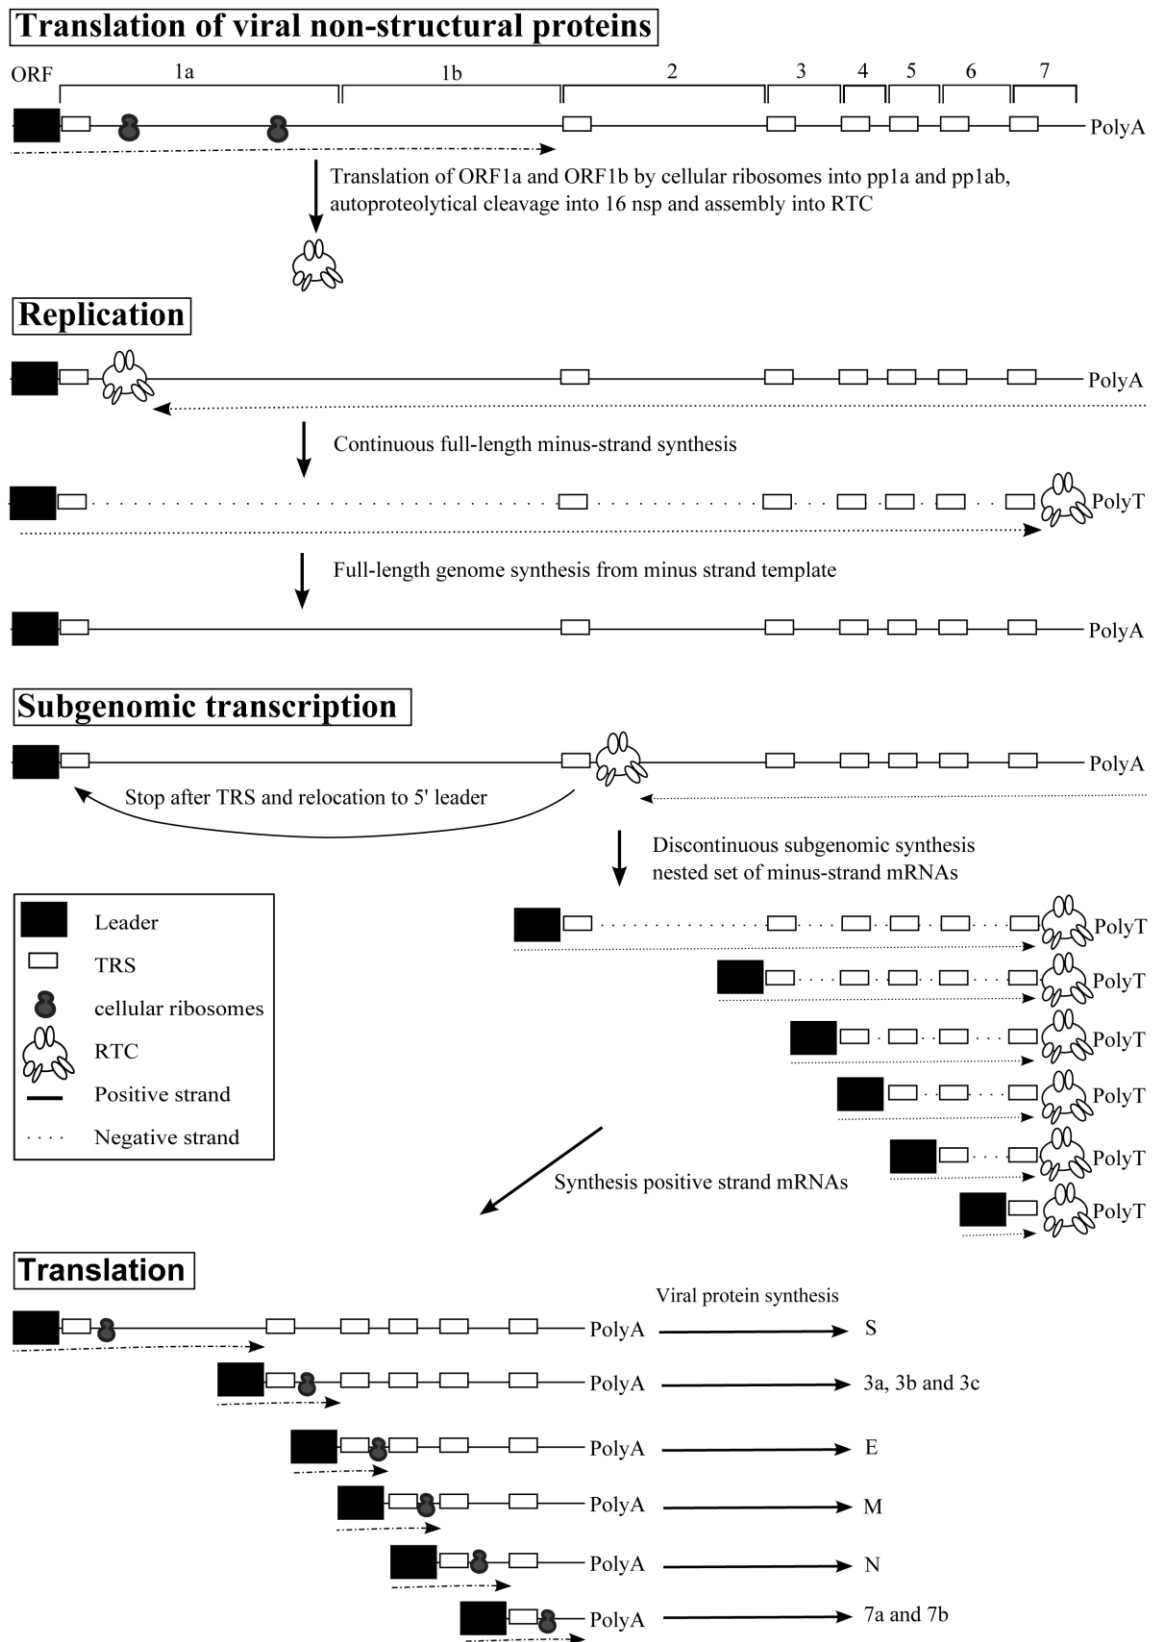 Translation of viral non-structural proteins
ORF 1a 1b 2 3 4 5 6 7
PolyA
Translation of ORF1a and ORF1b by cellular ribosomes into pp1a and pp1ab,
autoproteolytical cleavage into 16 nsp and assembly into RTC
Replication
PolyA
Continuous full-length minus-strand synthesis
PolyT
Full-length genome synthesis from minus strand template
PolyA
Subgenomic transcription
PolyA
Stop after TRS and relocation to 5' leader
Discontinuous subgenomic synthesis
nested set of minus-strand mRNAs
Leader
TRS
cellular ribosomes
RTC
Positive strand
Negative strand
PolyT
PolyT
PolyT
PolyT
PolyT
PolyT
Synthesis positive strand mRNAs
Translation
Viral protein synthesis
PolyA S
PolyA 3a, 3b and 3c
PolyA E
PolyA M
PolyA N
PolyA 7a and 7b